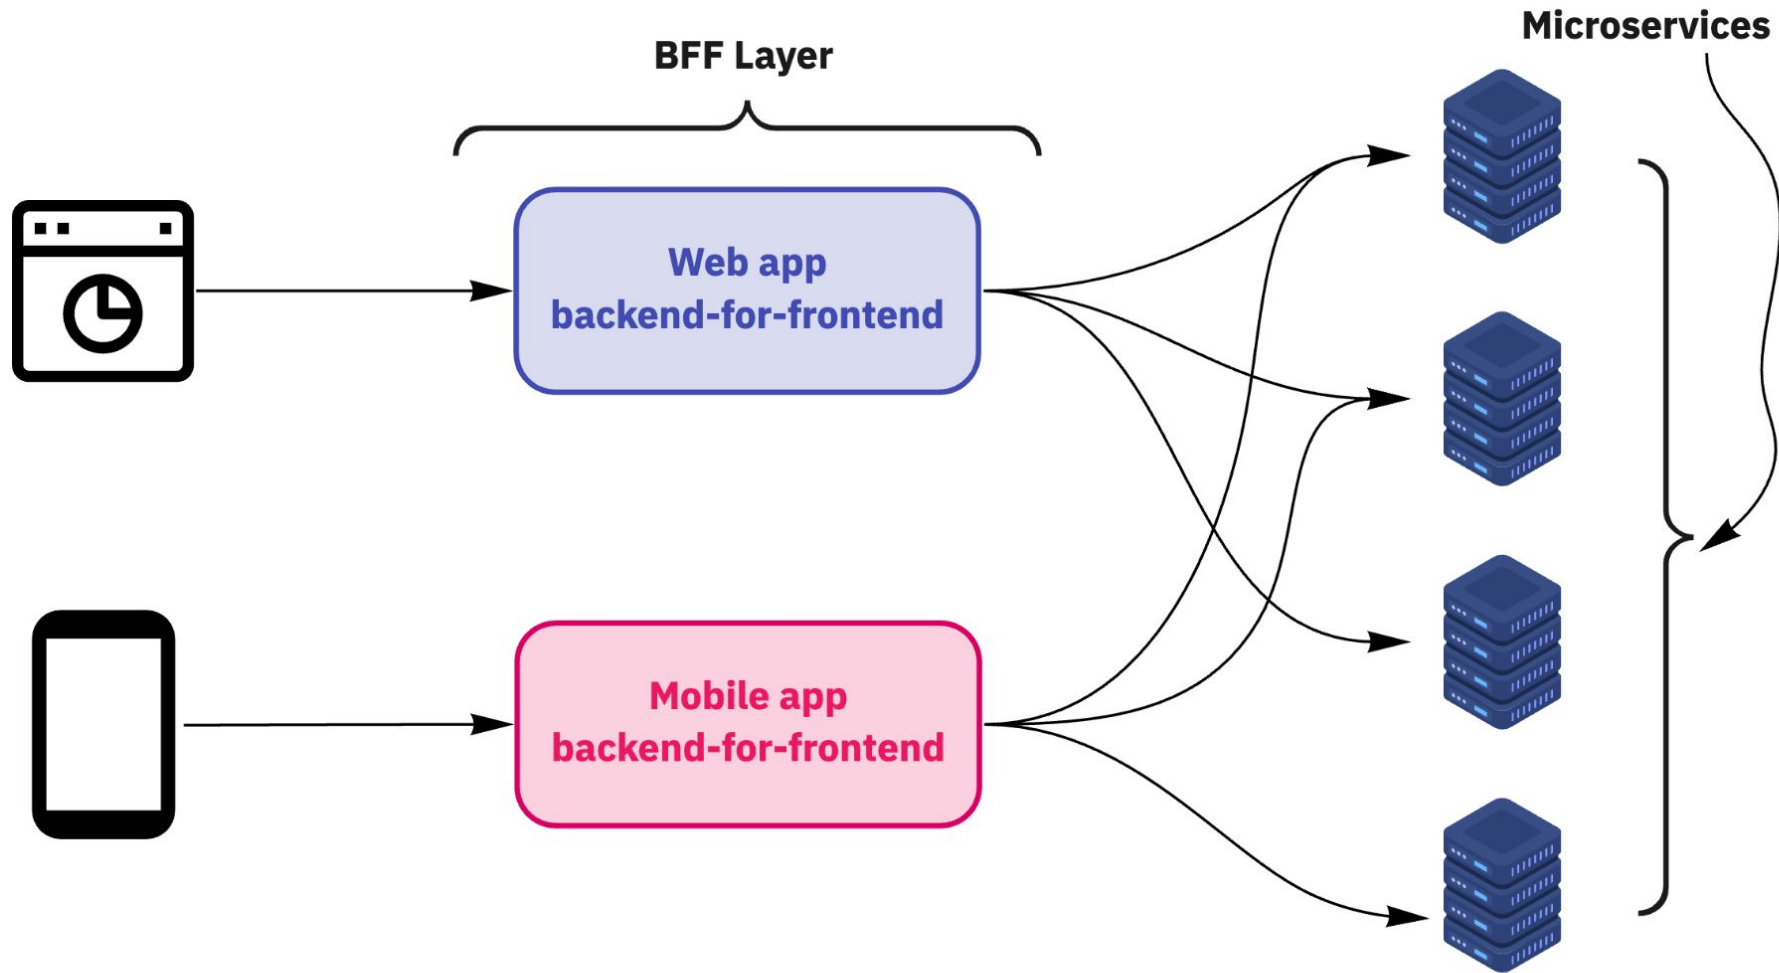 Microservices
BFF Layer
Web app
backend-for-frontend
Mobile app
backend-for-frontend